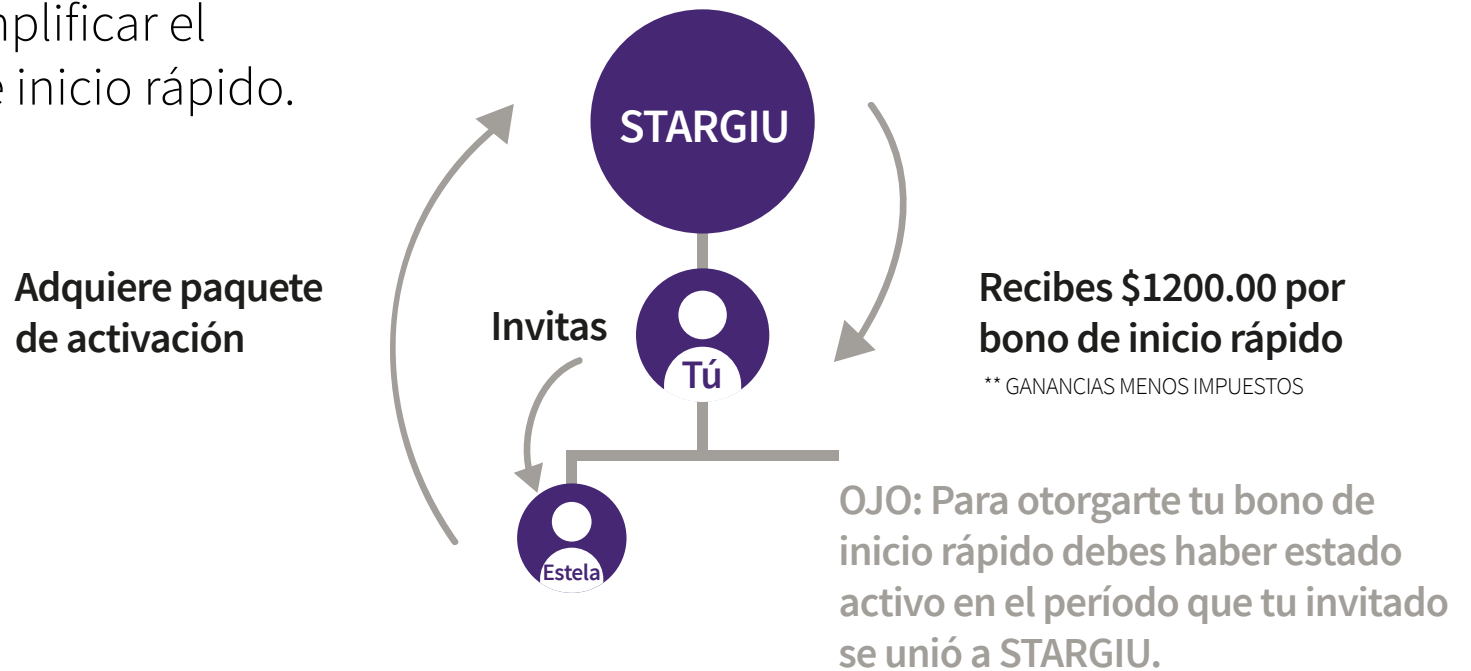 el
inicio rápido.
STARGIU
Adquiere paquete
de activación
Invitas
Tú
Recibes $1200.00 por
bono de inicio rápido
** GANANCIAS MENOS IMPUESTOS
Estela
OJO: Para otorgarte tu bono de
inicio rápido debes haber estado
activo en el período que tu invitado
se unió a STARGIU.